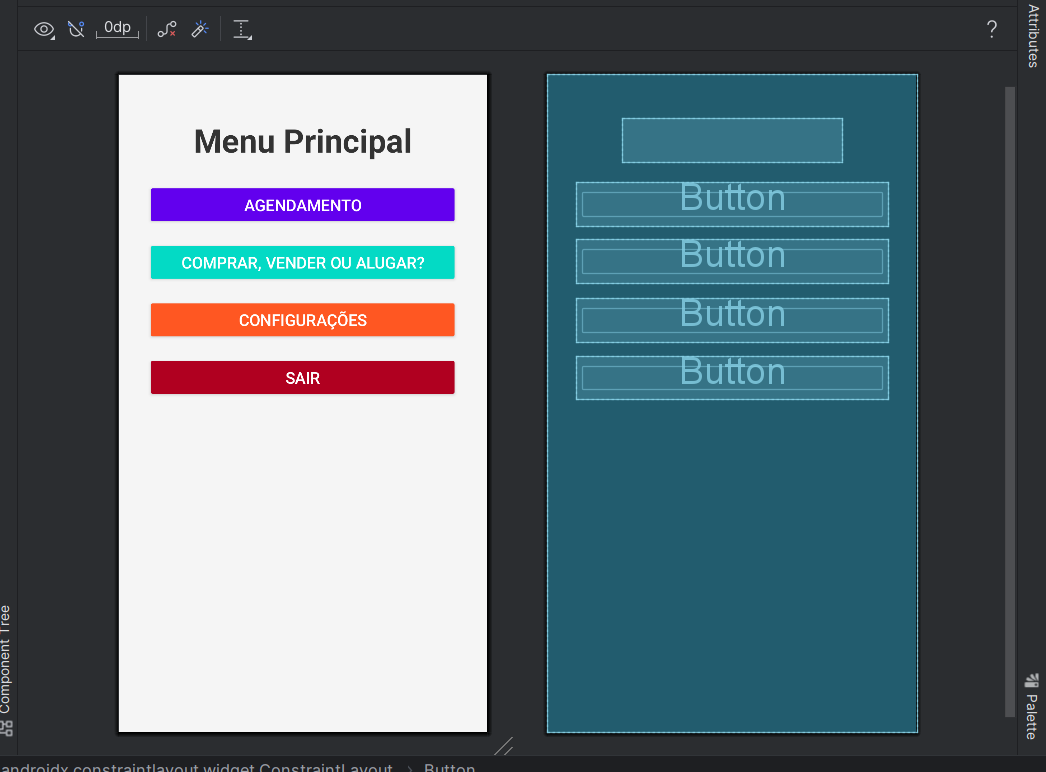 0dp
?
Attributes
Menu Principal
AGENDAMENTO
COMPRAR, VENDER OU ALUGAR?
CONFIGURAÇÕES
SAIR
Button
Button
Button
Button
Component Tree
Palette
androidx.constraintlayout.widget.ConstraintLayout > Button